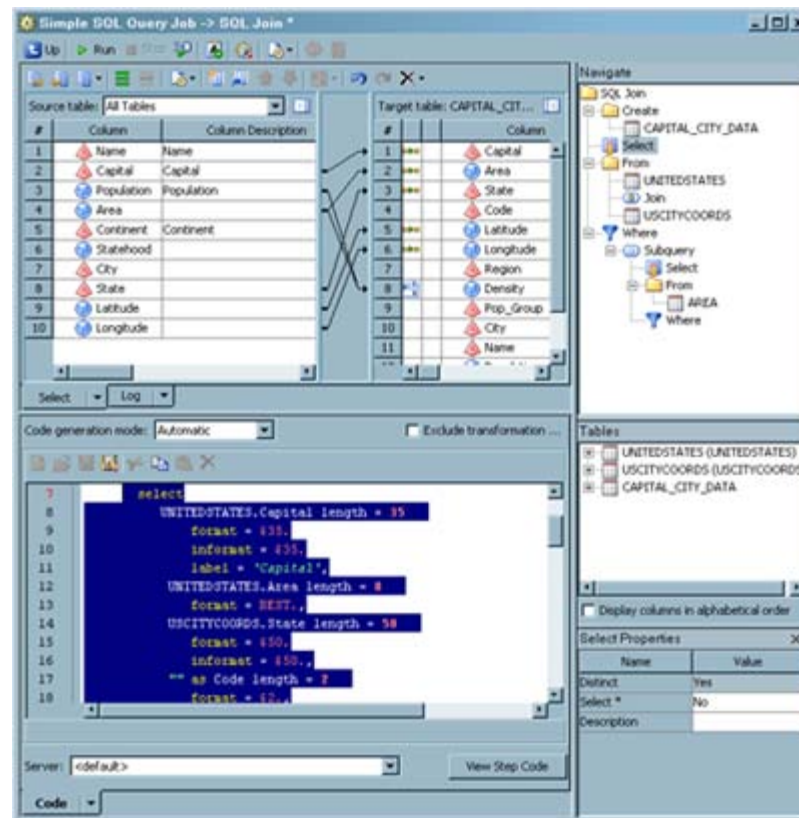 Simple SQL Query Job -> SQL Join *
Up Run Stop
Source table: All Tables
# Column Column Description
1 Name Name
2 Capital Capital
3 Population Population
4 Area
5 Continent Continent
6 Statehood
7 City
8 State
9 Latitude
10 Longitude
Target table: CAPITAL_CIT...
# Column
1 Capital
2 Area
3 State
4 Code
5 Latitude
6 Longitude
7 Region
8 Density
9 Pop_Group
10 City
11 Name
Select Log
Navigate
SQL Join
Create
CAPITAL_CITY_DATA
Select
From
UNITEDSTATES
Join
USCITYCOORDS
Where
Subquery
Select
From
AREA
Where
Code generation mode: Automatic Exclude transformation ...
7 select
8 UNITEDSTATES.Capital length = 35
9 format = $35.
10 informat = $35.
11 label = 'Capital',
12 UNITEDSTATES.Area length = 8
13 format = BEST.,
14 USCITYCOORDS.State length = 50
15 format = $50.
16 informat = $50.,
17 "" as Code length = 2
18 format = $2.,
Server: <default> View Step Code
Code
Tables
UNITEDSTATES (UNITEDSTATES)
USCITYCOORDS (USCITYCOORDS
CAPITAL_CITY_DATA
Display columns in alphabetical order
Select Properties
Name Value
Distinct Yes
Select * No
Description